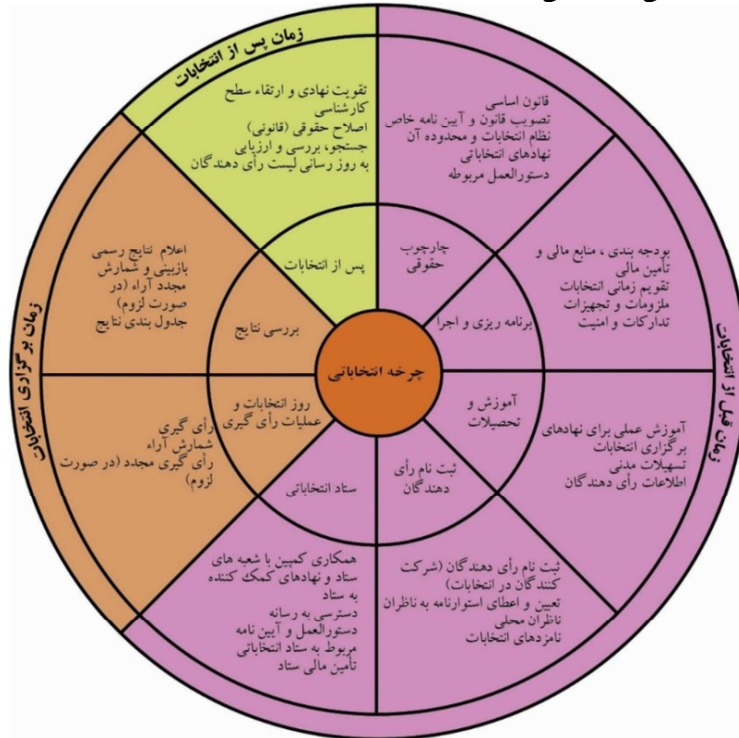 چرخه انتخاباتی
زمان قبل از انتخابات
چارچوب
حقوقی
قانون اساسی
تصویب قانون و آیین نامه خاص
نظام انتخابات و محدوده آن
نهادهای انتخاباتی
دستورالعمل مربوطه
برنامه ریزی و اجرا
بودجه بندی ، منابع مالی و
تأمین مالی
تقویم زمانی انتخابات
ملزومات و تجهیزات
تدارکات و امنیت
آموزش و
تحصیلات
آموزش عملی برای نهادهای
برگزاری انتخابات
تسهیلات مدنی
اطلاعات رأی دهندگان
ثبت نام رأی
دهندگان
ثبت نام رأی دهندگان (شرکت
کنندگان در انتخابات)
تعیین و اعطای استوارنامه به ناظران
ناظران محلی
نامزدهای انتخابات
ستاد انتخاباتی
همکاری کمپین با شعبه های
ستاد و نهادهای کمک کننده
به ستاد
دسترسی به رسانه
دستورالعمل و آیین نامه
مربوط به ستاد انتخاباتی
تأمین مالی ستاد
زمان برگزاری انتخابات
روز انتخابات و
عملیات رأی گیری
رأی گیری
شمارش آراء
رأی گیری مجدد (در صورت
لزوم)
بررسی نتایج
اعلام نتایج رسمی
بازبینی و شمارش
مجدد آراء (در
صورت لزوم)
جدول بندی نتایج
زمان پس از انتخابات
پس از انتخابات
تقویت نهادی و ارتقاء سطح
کارشناسی
اصلاح حقوقی (قانونی)
جستجو، بررسی و ارزیابی
به روز رسانی لیست رأی دهندگان